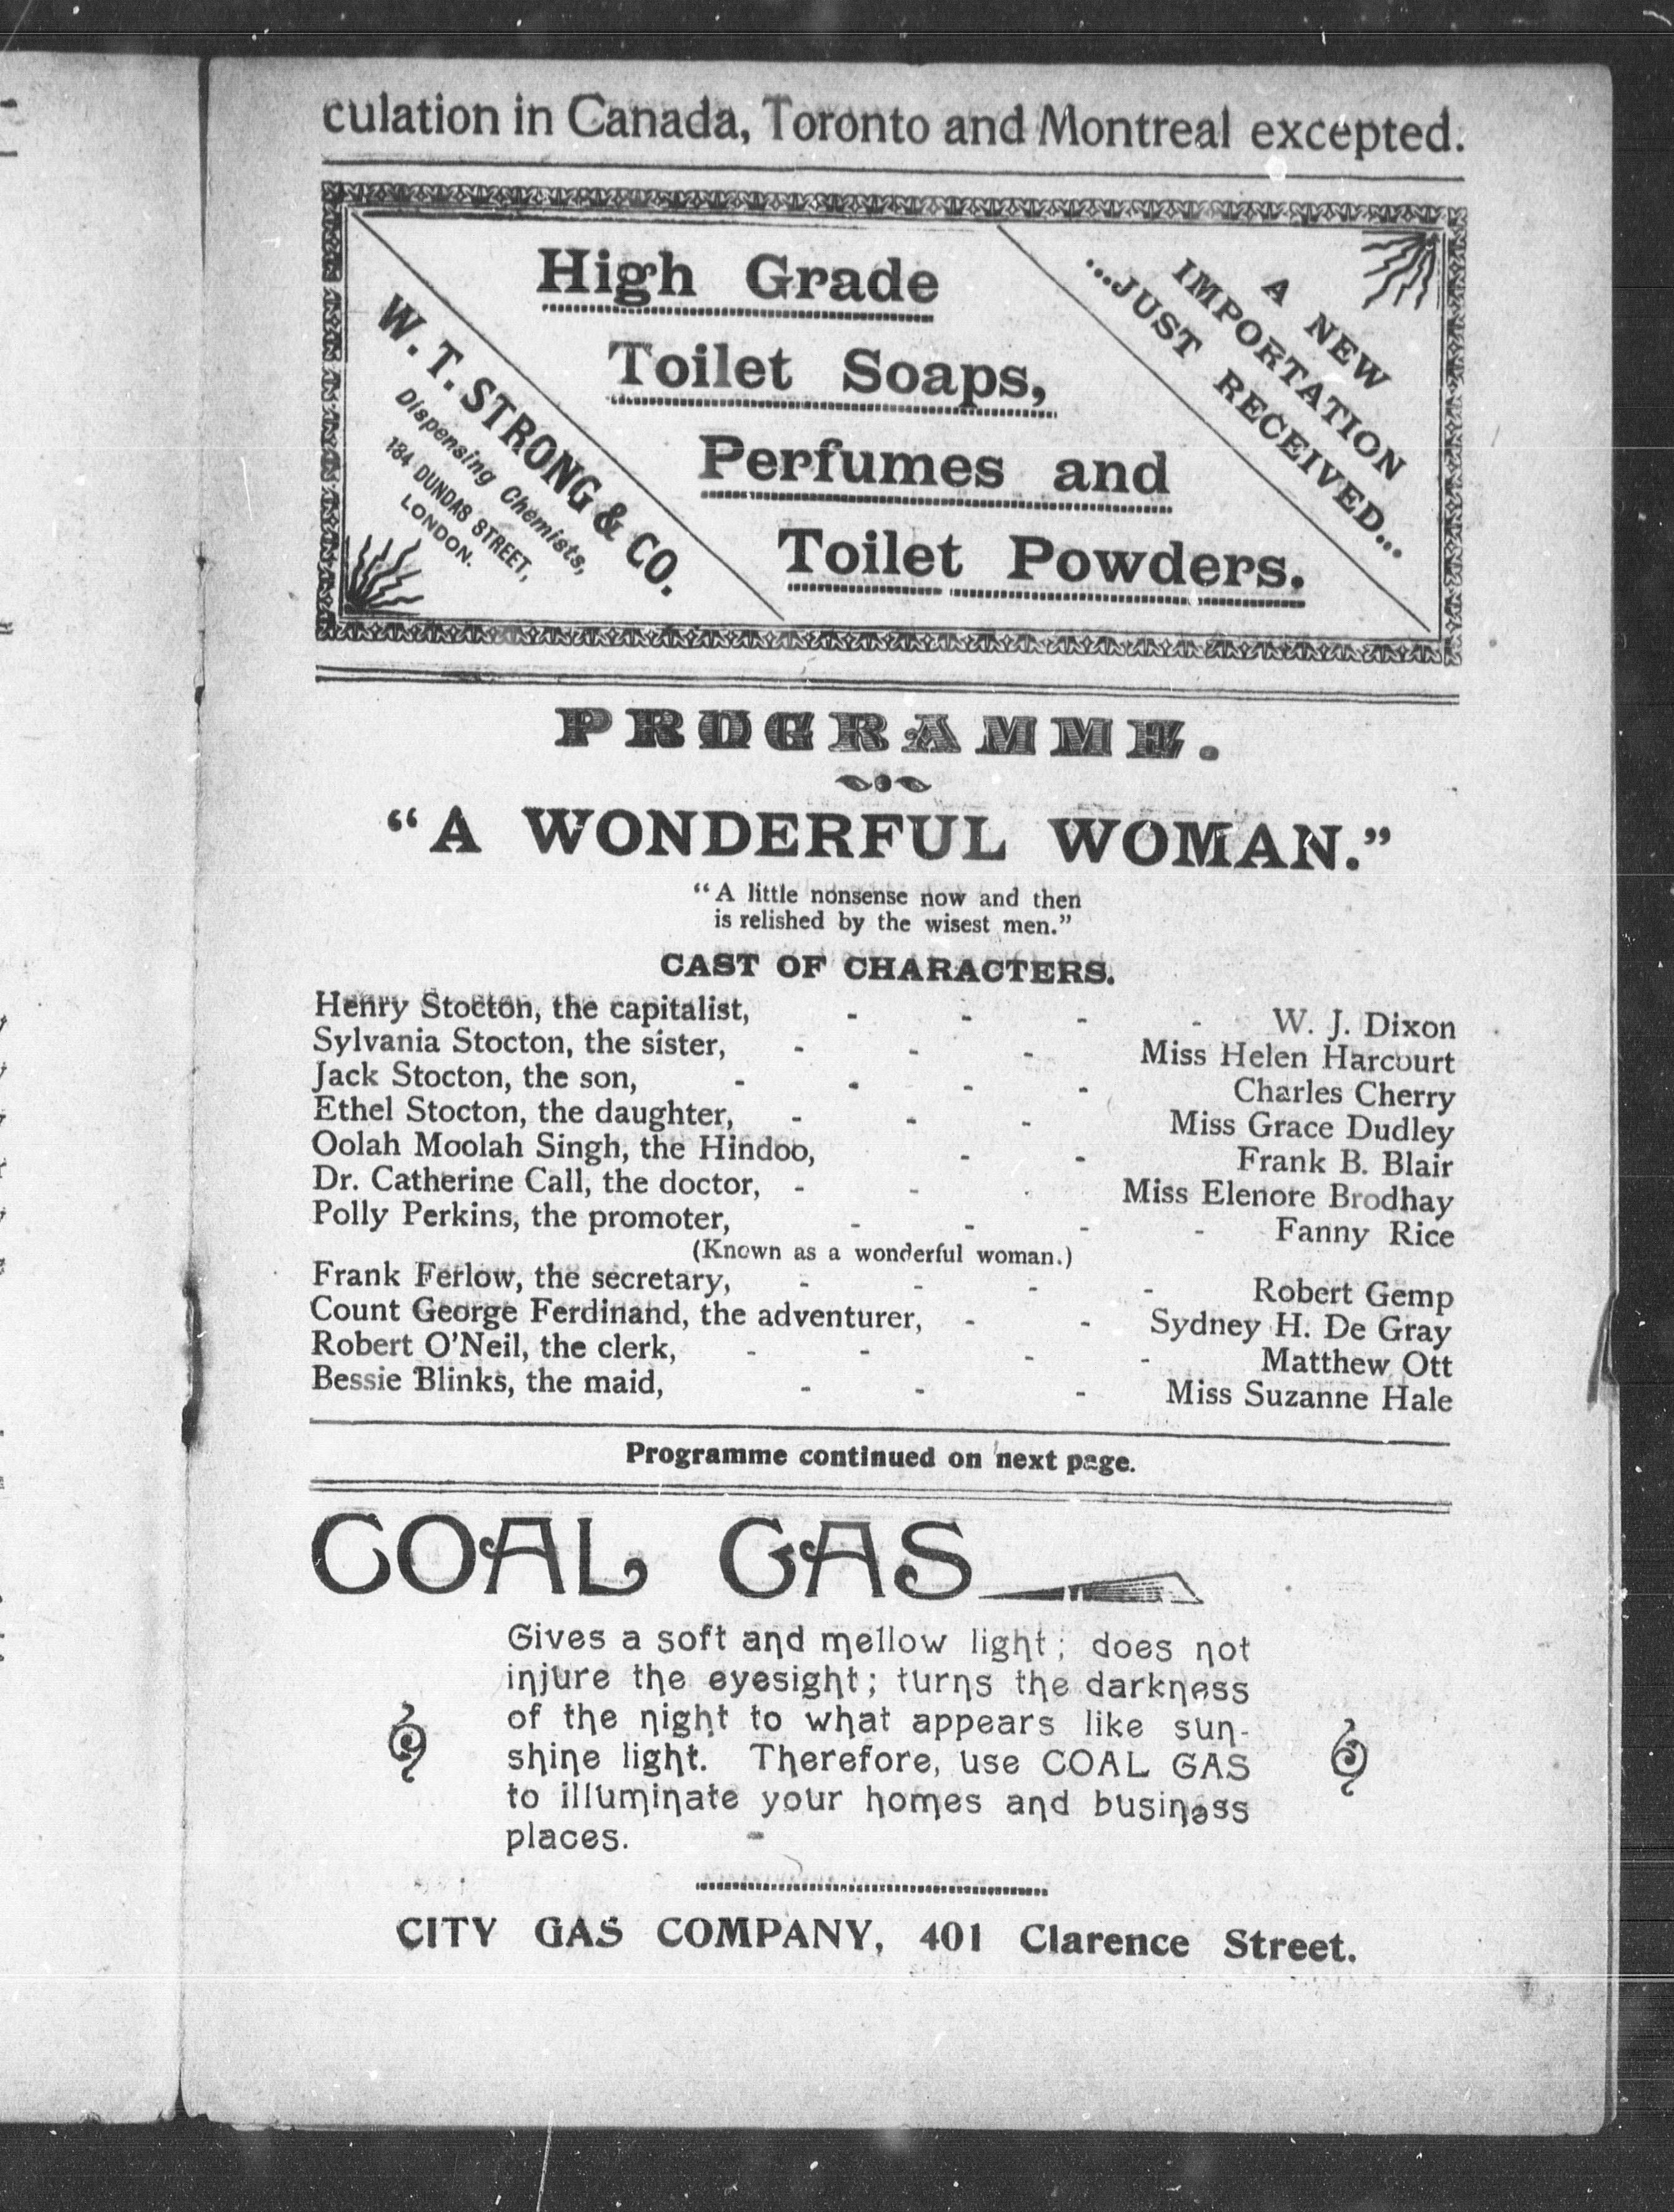 culation in Canada, Toronto and Montreal excepted.
W. T. STRONG & CO.
Dispensing Chemists,
184 DUNDAS STREET,
LONDON.
High Grade
Toilet Soaps,
Perfumes and
Toilet Powders.
A NEW
IMPORTATION
...JUST RECEIVED...
PROGRAMME.
“A WONDERFUL WOMAN.”
“A little nonsense now and then
is relished by the wisest men.”
CAST OF CHARACTERS.
Henry Stocton, the capitalist, - - - - W. J. Dixon
Sylvania Stocton, the sister, - - - Miss Helen Harcourt
Jack Stocton, the son, - - - - Charles Cherry
Ethel Stocton, the daughter, - - - Miss Grace Dudley
Oolah Moolah Singh, the Hindoo, - - Frank B. Blair
Dr. Catherine Call, the doctor, - - - Miss Elenore Brodhay
Polly Perkins, the promoter, - - - - Fanny Rice
(Known as a wonderful woman.)
Frank Ferlow, the secretary, - - - - Robert Gemp
Count George Ferdinand, the adventurer, - - Sydney H. De Gray
Robert O’Neil, the clerk, - - - - Matthew Ott
Bessie Blinks, the maid, - - - Miss Suzanne Hale
Programme continued on next page.
COAL GAS
Gives a soft and mellow light; does not
injure the eyesight; turns the darkness
of the night to what appears like sun-
shine light. Therefore, use COAL GAS
to illuminate your homes and business
places.
CITY GAS COMPANY, 401 Clarence Street.